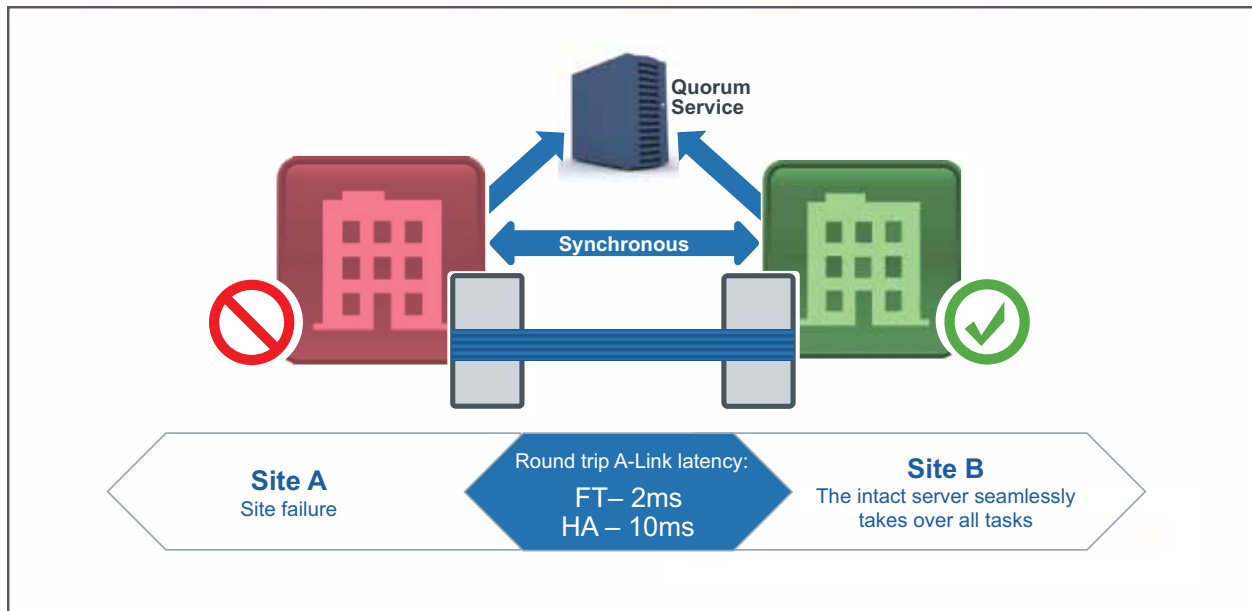 Quorum
Service
Synchronous
Site A
Site failure
Round trip A-Link latency:
FT– 2ms
HA – 10ms
Site B
The intact server seamlessly
takes over all tasks